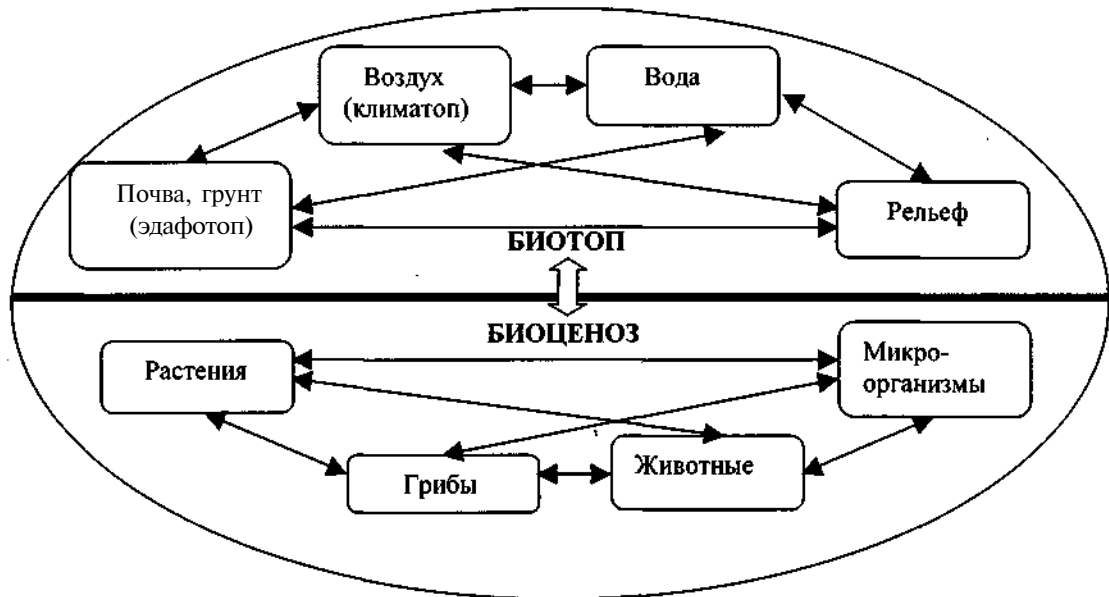 Воздух
(климатоп)
Вода
Почва, грунт
(эдафотоп)
Рельеф
БИОТОП
БИОЦЕНОЗ
Растения
Микро-
организмы
Грибы
Животные